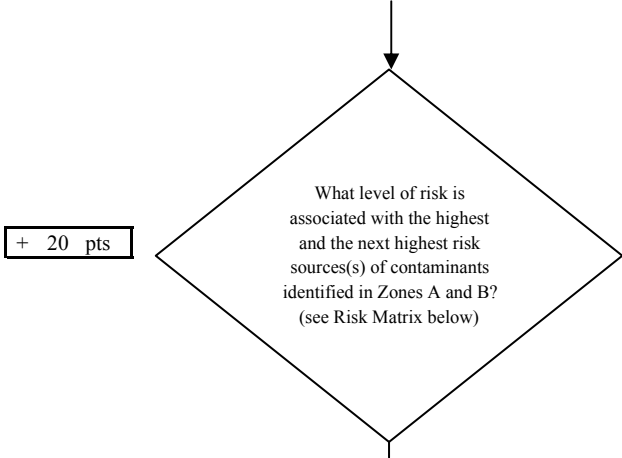 What level of risk is
associated with the highest
and the next highest risk
sources(s) of contaminants
identified in Zones A and B?
(see Risk Matrix below)
+ 20 pts